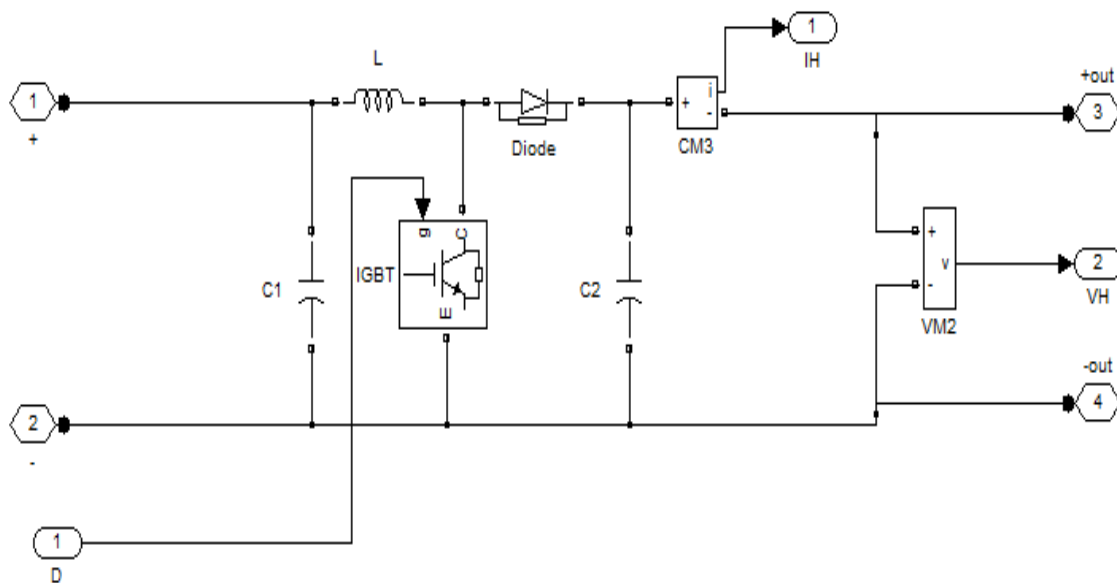 1
IH
L
1
+
+out
3
+
i
-
CM3
Diode
g
C
IGBT
E
C1
C2
+
v
-
VM2
2
VH
-out
4
2
-
1
D